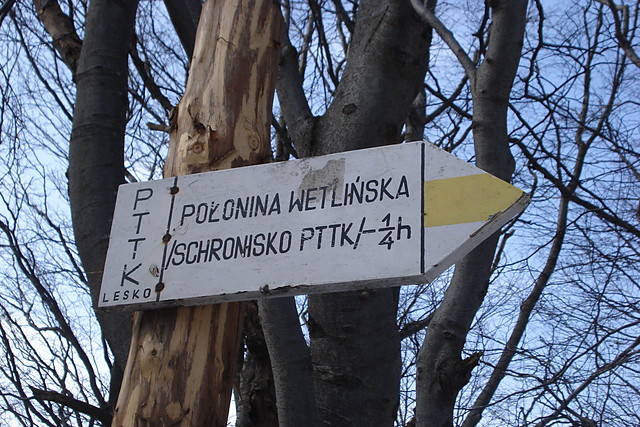 PTTK
LESKO
POŁONINA WETLIŃSKA
/SCHRONISKO PTTK/-1/4h